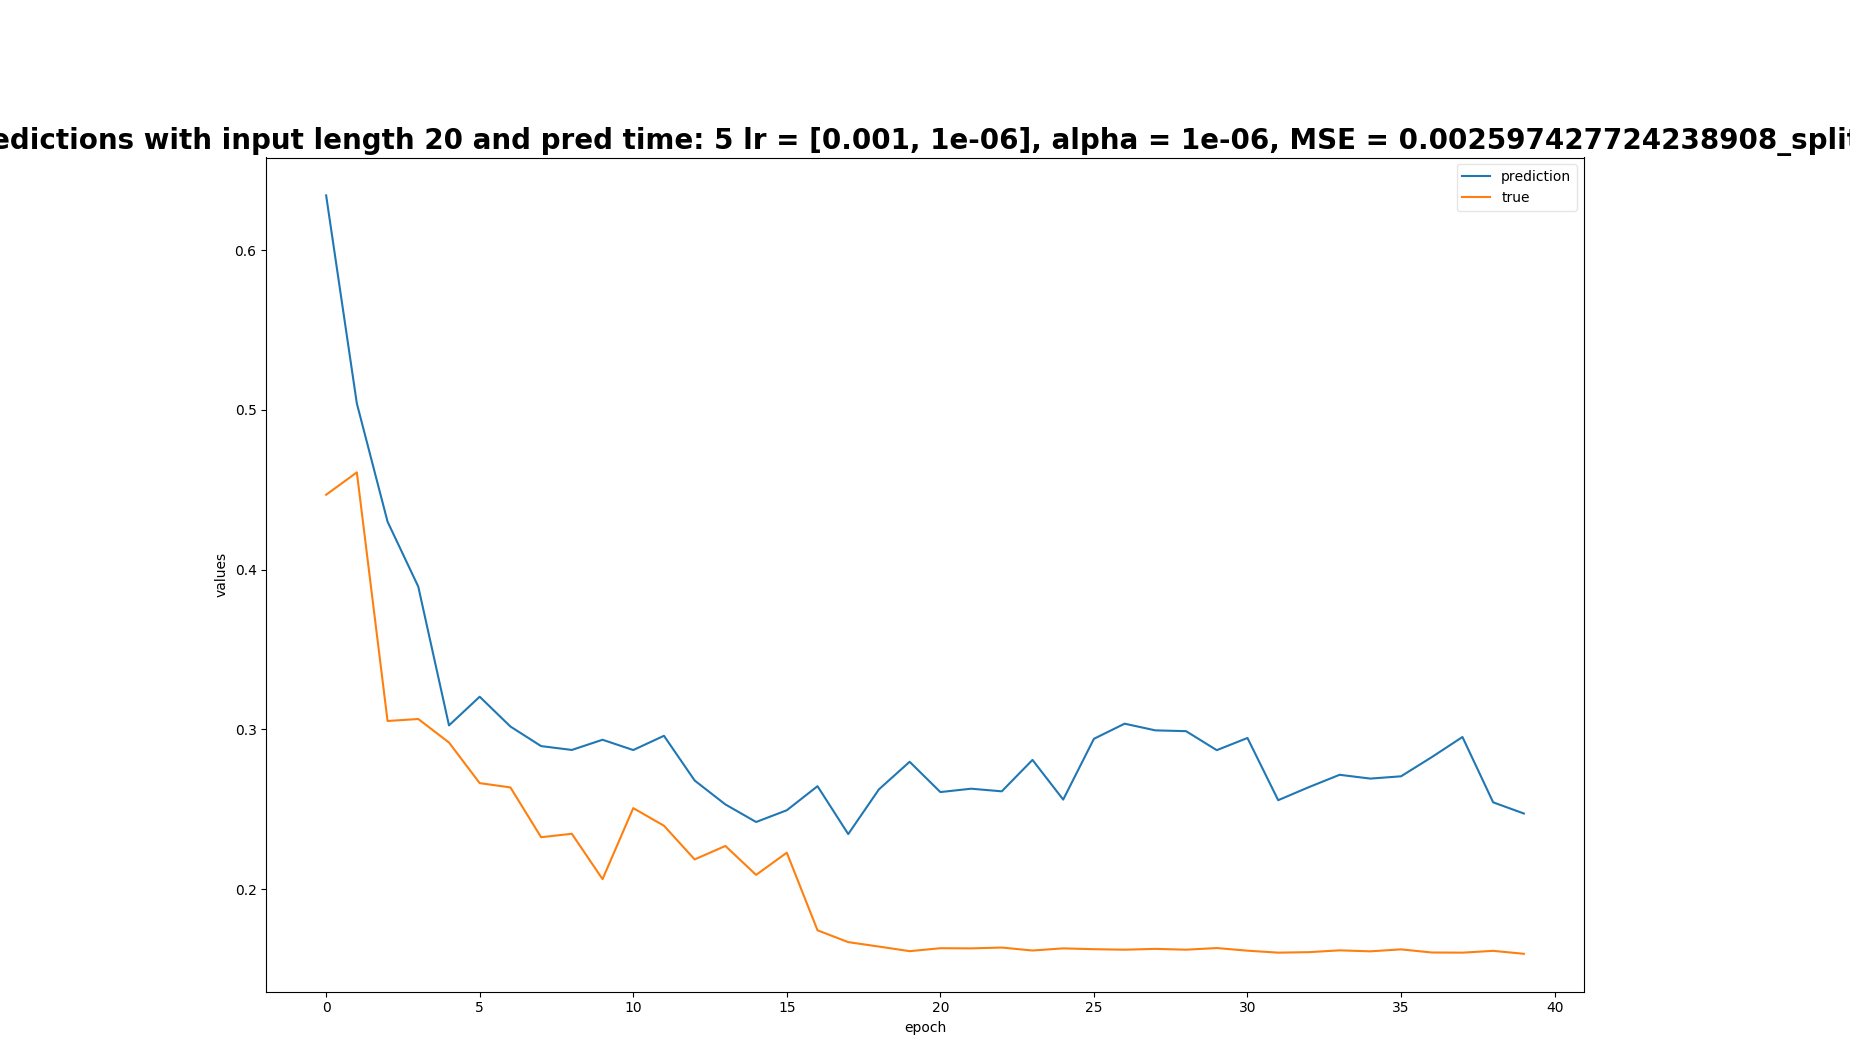 with input length 20 and pred time: 5 lr = [0.001, 1e-06], alpha = 1e-06, MSE = 0.002597427724238908_split
prediction
true
0.6
0.5
0.4
0.3
0.2
values
0 5 10 15 20 25 30 35 40
epoch